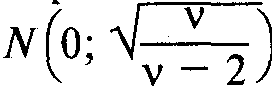 N(0; √(ν/(ν − 2)))